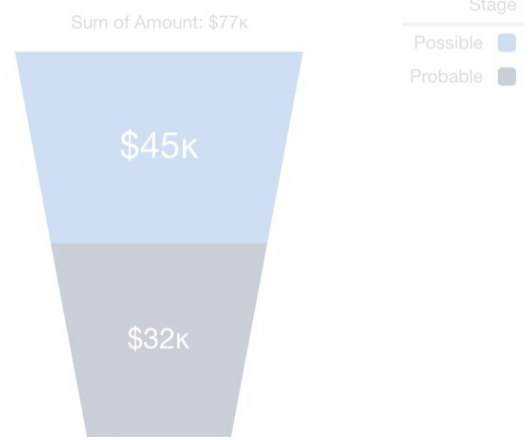 Sum of Amount: $77K
Stage
Possible
Probable
$45K
$32K